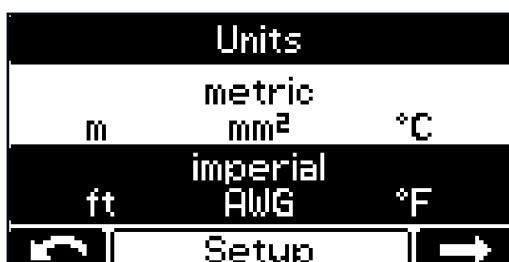 Units
metric
m mm² °C
imperial
ft AWG °F
Setup